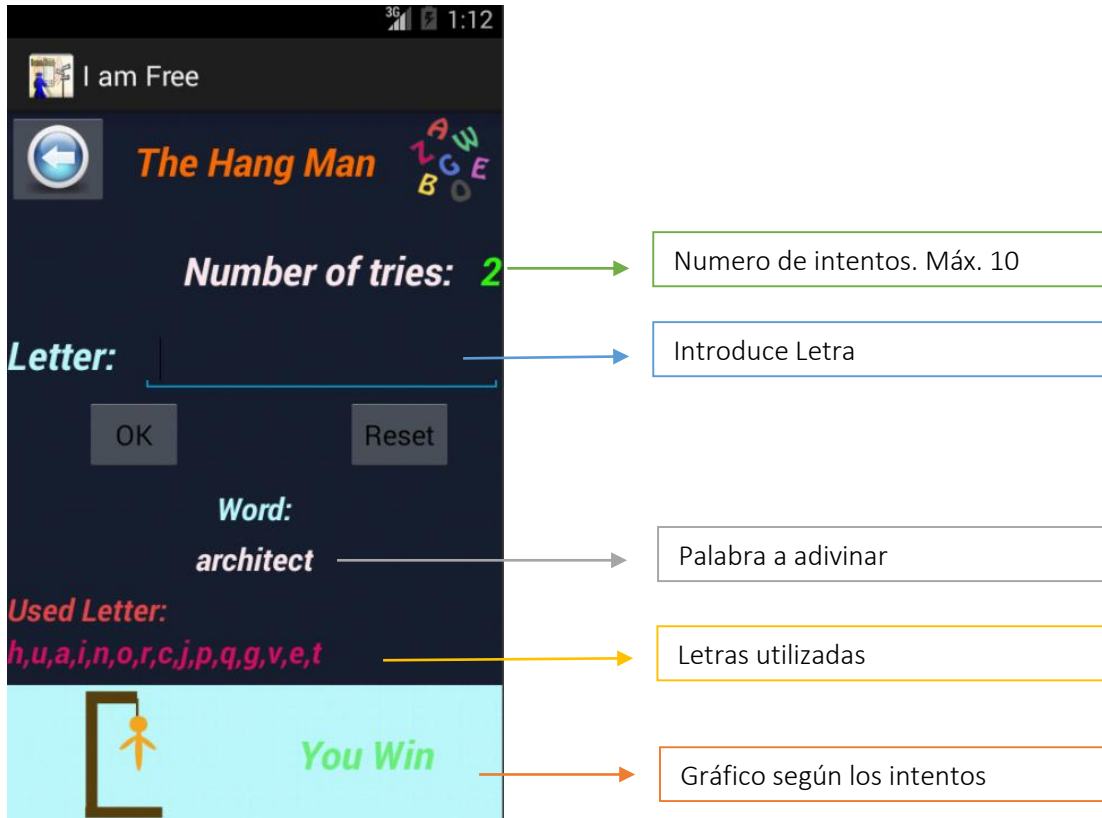 3G 1:12
I am Free
The Hang Man
A W Z G E B D
Number of tries: 2
Numero de intentos. Máx. 10
Letter:
Introduce Letra
OK Reset
Word:
architect
Palabra a adivinar
Used Letter:
h,u,a,i,n,o,r,c,j,p,q,g,v,e,t
Letras utilizadas
You Win
Gráfico según los intentos